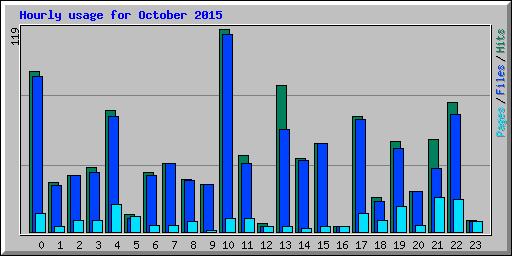 Hourly usage for October 2015
119
Pages / Files / Hits
0 1 2 3 4 5 6 7 8 9 10 11 12 13 14 15 16 17 18 19 20 21 22 23